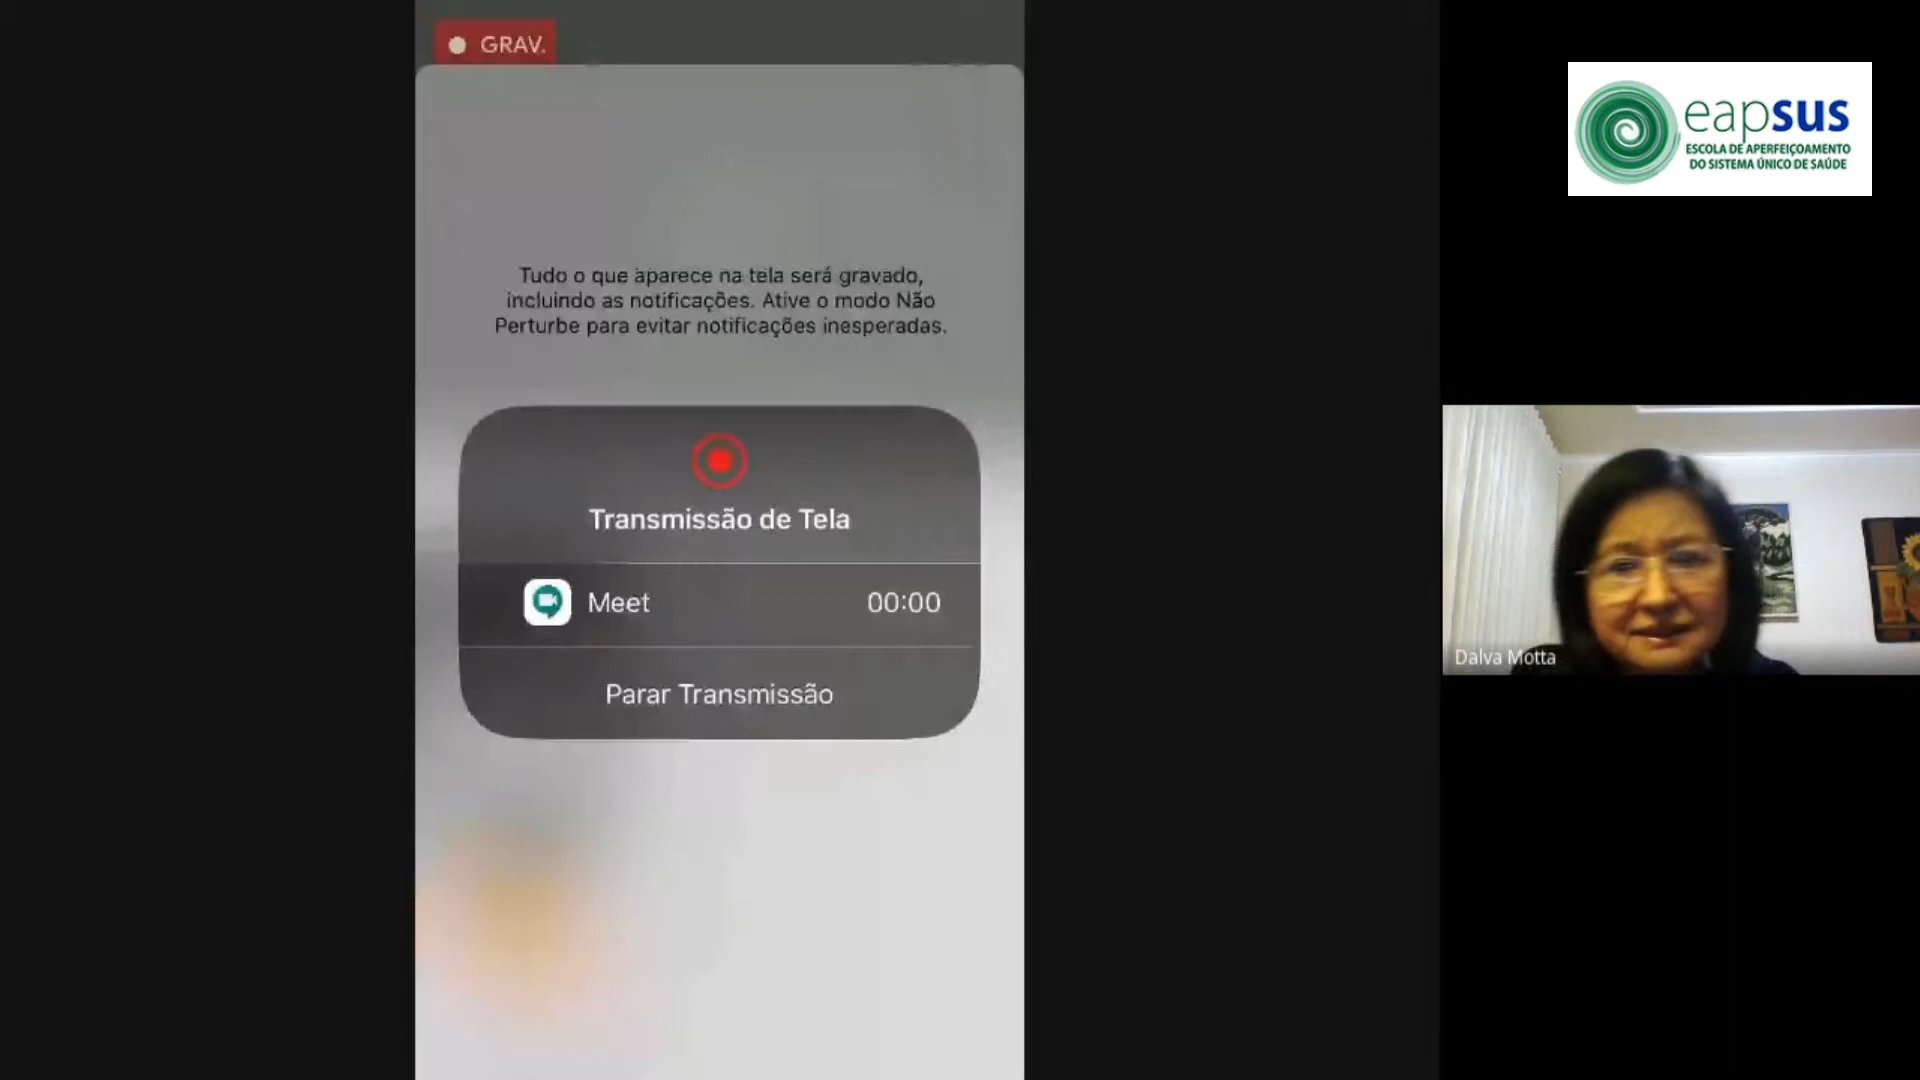 GRAV.
Tudo o que aparece na tela será gravado,
incluindo as notificações. Ative o modo Não
Perturbe para evitar notificações inesperadas.
Transmissão de Tela
Meet 00:00
Parar Transmissão
eapsus
ESCOLA DE APERFEIÇOAMENTO
DO SISTEMA ÚNICO DE SAÚDE
Dalva Motta